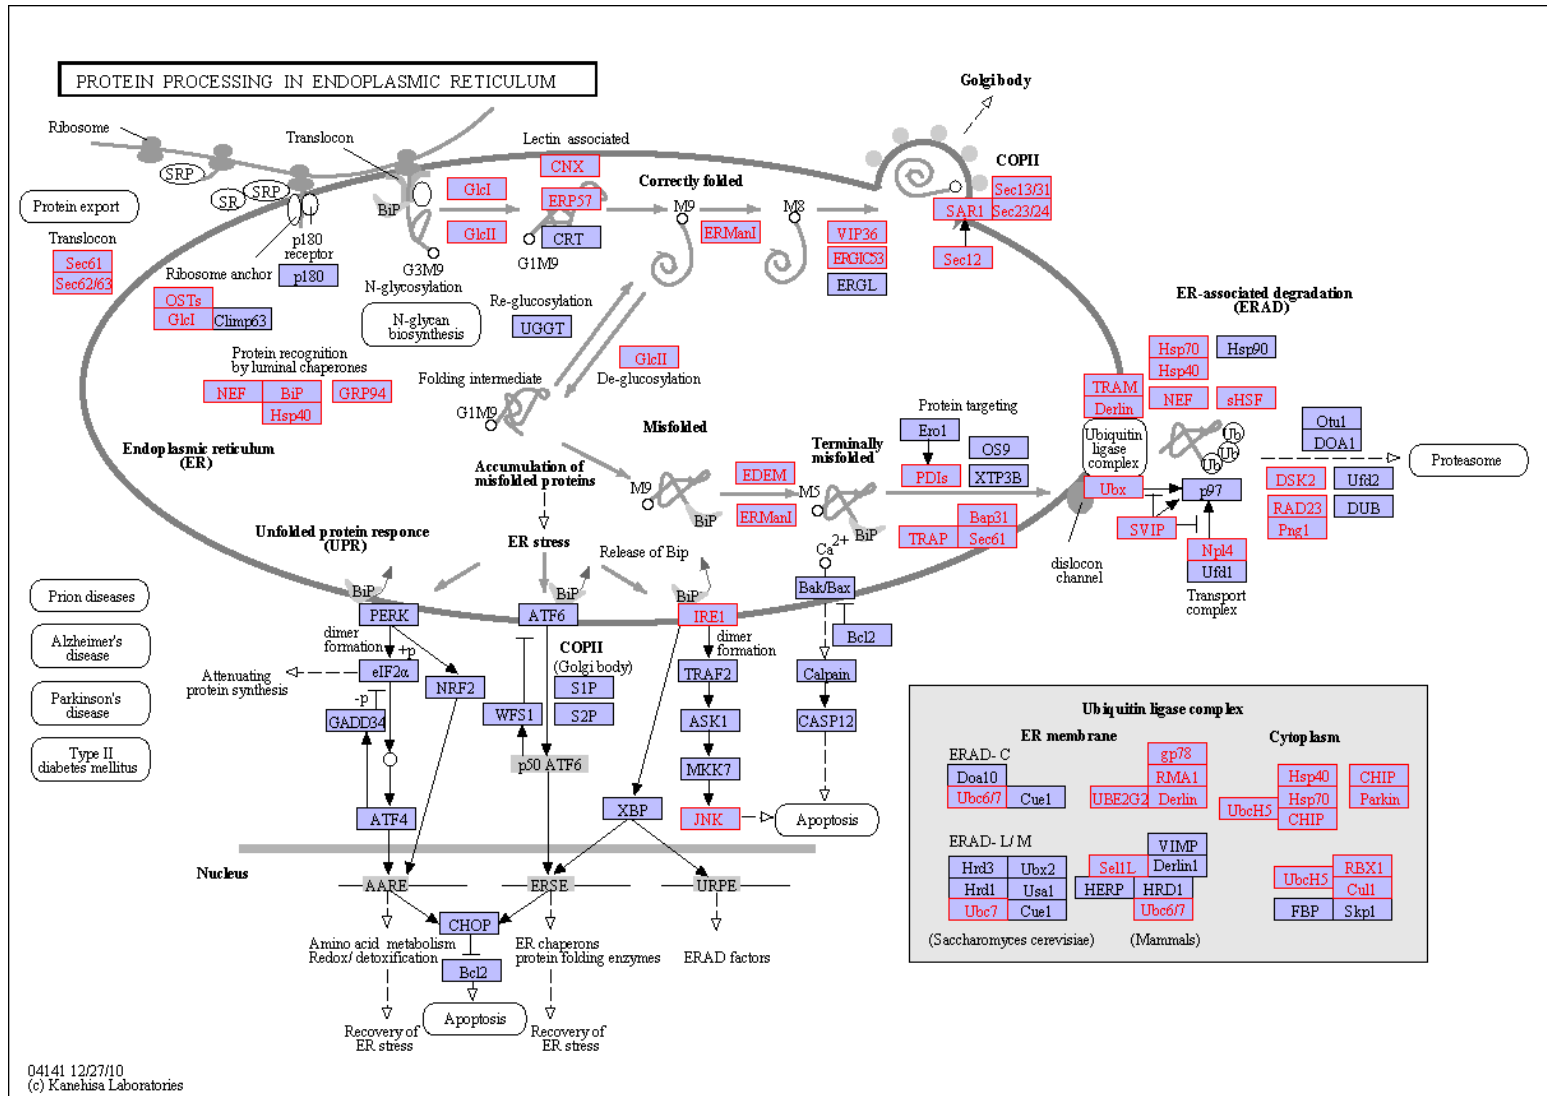 PROTEIN PROCESSING IN ENDOPLASMIC RETICULUM
Golgi body
Ribosome
Translocon
Lectin associated
CNX
COPII
SRP
SRP
SR
GlcI
Correctly folded
Sec13/31
ERP57
M9
M8
SAR1
Sec23/24
Protein export
BiP
GlcII
CRT
ERManI
VIP36
Translocon
p180
receptor
G1M9
ERGIC53
Sec12
Sec61
Ribosome anchor
p180
G3M9
N-glycosylation
ERGL
Sec62/63
OSTs
Re-glucosylation
ER-associated degradation
(ERAD)
GlcI
Climp63
N-glycan
biosynthesis
UGGT
Protein recognition
by luminal chaperones
GlcII
De-glucosylation
Hsp70
Hsp90
Hsp40
NEF
BiP
GRP94
Folding intermediate
TRAM
Hsp40
G1M9
Protein targeting
Derlin
NEF
sHSF
Misfolded
Ero1
Otu1
Endoplasmic reticulum
(ER)
Terminally
misfolded
OS9
Ubiquitin
ligase
complex
Ub
Ub
Ub
DOA1
Accumulation of
misfolded proteins
EDEM
PDIs
XTP3B
Proteasome
M9
M5
Ubx
p97
DSK2
Ufd2
BiP
ERManI
Bap31
RAD23
DUB
Unfolded protein responce
(UPR)
ER stress
BiP
TRAP
Sec61
SVIP
Png1
Release of Bip
Ca2+
dislocon
channel
Npl4
Ufd1
Transport
complex
Prion diseases
BiP
BiP
BiP
Bak/Bax
PERK
ATF6
IRE1
Alzheimer's
disease
dimer
formation
+p
COPII
(Golgi body)
dimer
formation
Bcl2
Attenuating
protein synthesis
eIF2α
NRF2
S1P
TRAF2
Calpain
Parkinson's
disease
-p
GADD34
WFS1
S2P
ASK1
CASP12
Type II
diabetes mellitus
p50 ATF6
MKK7
ATF4
XBP
JNK
Apoptosis
Nucleus
AARE
ERSE
URPE
CHOP
Amino acid metabolism
Redox/ detoxification
ER chaperons
protein folding enzymes
ERAD factors
Bcl2
Apoptosis
Recovery of
ER stress
Recovery of
ER stress
Ubiquitin ligase complex
ER membrane
Cytoplasm
ERAD- C
gp78
Doa10
RMA1
Hsp40
CHIP
Ubc6/7
Cue1
UBE2G2
Derlin
Hsp70
Parkin
UbcH5
CHIP
ERAD- L/ M
VIMP
Hrd3
Ubx2
Sel1L
Derlin1
RBX1
Hrd1
Usa1
HERP
HRD1
UbcH5
Cul1
Ubc7
Cue1
Ubc6/7
FBP
Skp1
(Saccharomyces cerevisiae)
(Mammals)
04141 12/27/10
(c) Kanehisa Laboratories